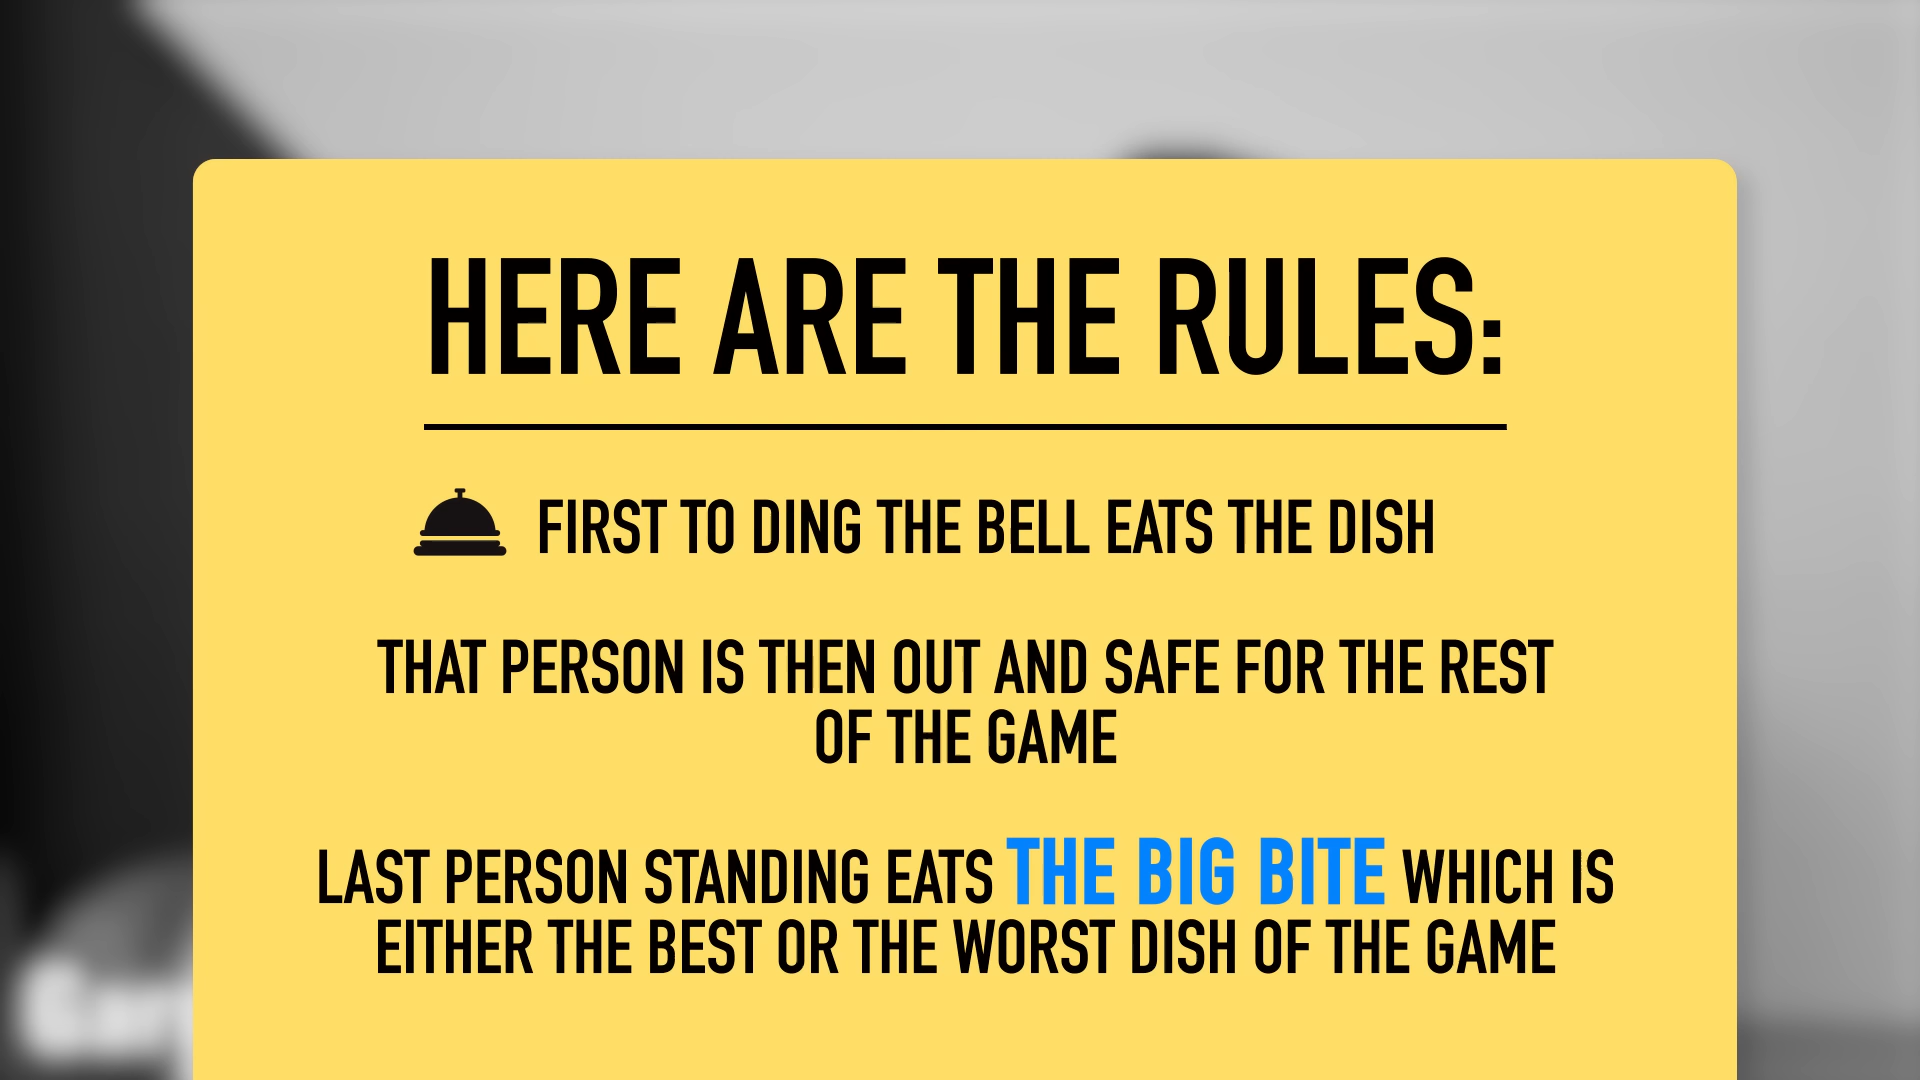 HERE ARE THE RULES:
FIRST TO DING THE BELL EATS THE DISH
THAT PERSON IS THEN OUT AND SAFE FOR THE REST
OF THE GAME
LAST PERSON STANDING EATS THE BIG BITE WHICH IS
EITHER THE BEST OR THE WORST DISH OF THE GAME